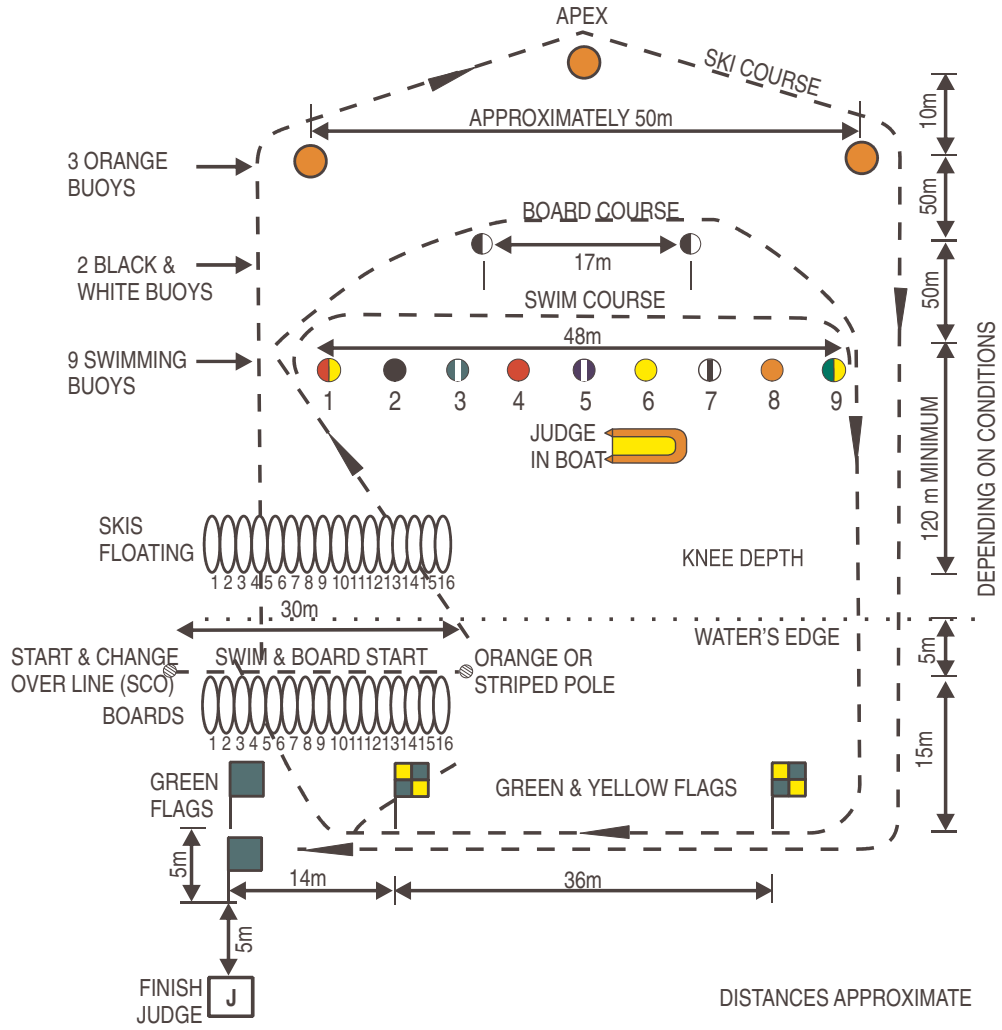 APEX
SKI COURSE
10m
APPROXIMATELY 50m
3 ORANGE
BUOYS
50m
BOARD COURSE
2 BLACK &
WHITE BUOYS
17m
50m
SWIM COURSE
48m
9 SWIMMING
BUOYS
1 2 3 4 5 6 7 8 9
JUDGE
IN BOAT
120 m MINIMUM
DEPENDING ON CONDITIONS
SKIS
FLOATING
KNEE DEPTH
1 2 3 4 5 6 7 8 9 10 11 12 13 14 15 16
30m
WATER'S EDGE
5m
START & CHANGE
OVER LINE (SCO)
SWIM & BOARD START
ORANGE OR
STRIPED POLE
BOARDS
1 2 3 4 5 6 7 8 9 10 11 12 13 14 15 16
15m
GREEN
FLAGS
GREEN & YELLOW FLAGS
5m
14m
36m
5m
FINISH
JUDGE
J
DISTANCES APPROXIMATE